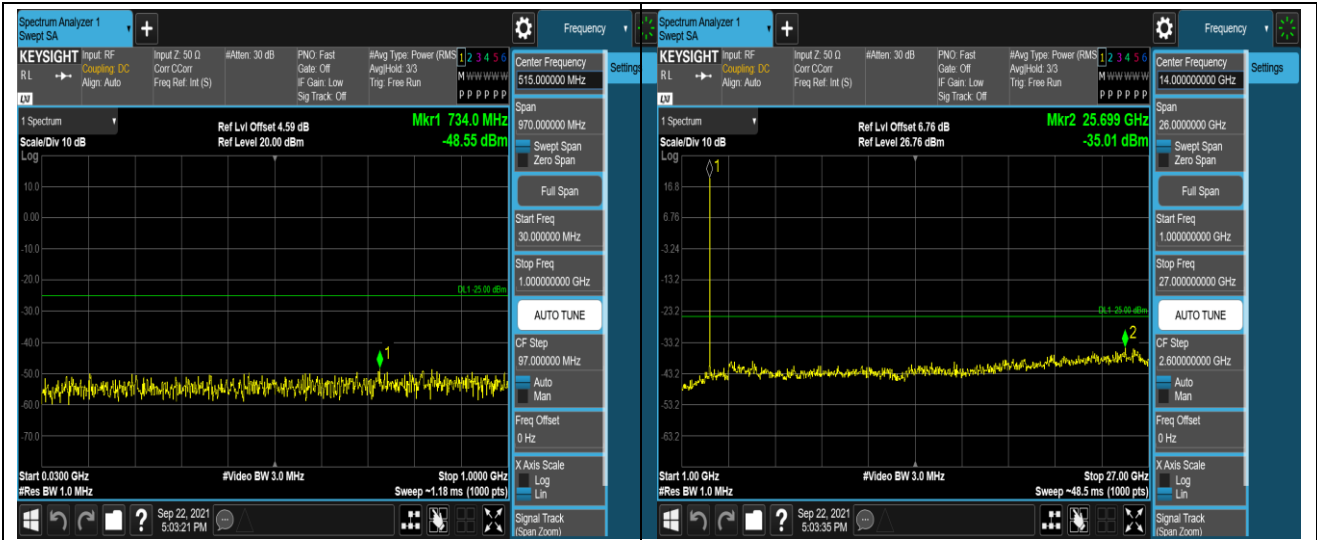 Spectrum Analyzer 1
Swept SA
+
Frequency
KEYSIGHT
RL
LXI
Input: RF
Coupling: DC
Align: Auto
Input Z: 50 Ω
Corr CCorr
Freq Ref: Int (S)
#Atten: 30 dB
PNO: Fast
Gate: Off
IF Gain: Low
Sig Track: Off
#Avg Type: Power (RMS
Avg|Hold: 3/3
Trig: Free Run
1 2 3 4 5 6
M W W W W W
P P P P P P
Center Frequency
515.000000 MHz
Settings
1 Spectrum
Scale/Div 10 dB
Log
Ref Lvl Offset 4.59 dB
Ref Level 20.00 dBm
Mkr1 734.0 MHz
-48.55 dBm
Span
970.000000 MHz
Swept Span
Zero Span
Full Span
Start Freq
30.000000 MHz
Stop Freq
1.000000000 GHz
AUTO TUNE
CF Step
97.000000 MHz
Auto
Man
Freq Offset
0 Hz
X Axis Scale
Log
Lin
Signal Track
(Span Zoom)
10.0
0.00
-10.0
-20.0
-30.0
-40.0
-50.0
-60.0
-70.0
DL1 -25.00 dBm
1
Start 0.0300 GHz
#Res BW 1.0 MHz
#Video BW 3.0 MHz
Stop 1.0000 GHz
Sweep ~1.18 ms (1000 pts)
?
Sep 22, 2021
5:03:21 PM
Spectrum Analyzer 1
Swept SA
+
Frequency
KEYSIGHT
RL
LXI
Input: RF
Coupling: DC
Align: Auto
Input Z: 50 Ω
Corr CCorr
Freq Ref: Int (S)
#Atten: 30 dB
PNO: Fast
Gate: Off
IF Gain: Low
Sig Track: Off
#Avg Type: Power (RMS
Avg|Hold: 3/3
Trig: Free Run
1 2 3 4 5 6
M W W W W W
P P P P P P
Center Frequency
14.000000000 GHz
Settings
1 Spectrum
Scale/Div 10 dB
Log
Ref Lvl Offset 6.76 dB
Ref Level 26.76 dBm
Mkr2 25.699 GHz
-35.01 dBm
Span
26.0000000 GHz
Swept Span
Zero Span
Full Span
Start Freq
1.000000000 GHz
Stop Freq
27.000000000 GHz
AUTO TUNE
CF Step
2.600000000 GHz
Auto
Man
Freq Offset
0 Hz
X Axis Scale
Log
Lin
Signal Track
(Span Zoom)
1
16.8
6.76
-3.24
-13.2
-23.2
-33.2
-43.2
-53.2
-63.2
DL1 -25.00 dBm
2
Start 1.00 GHz
#Res BW 1.0 MHz
#Video BW 3.0 MHz
Stop 27.00 GHz
Sweep ~48.5 ms (1000 pts)
?
Sep 22, 2021
5:03:35 PM